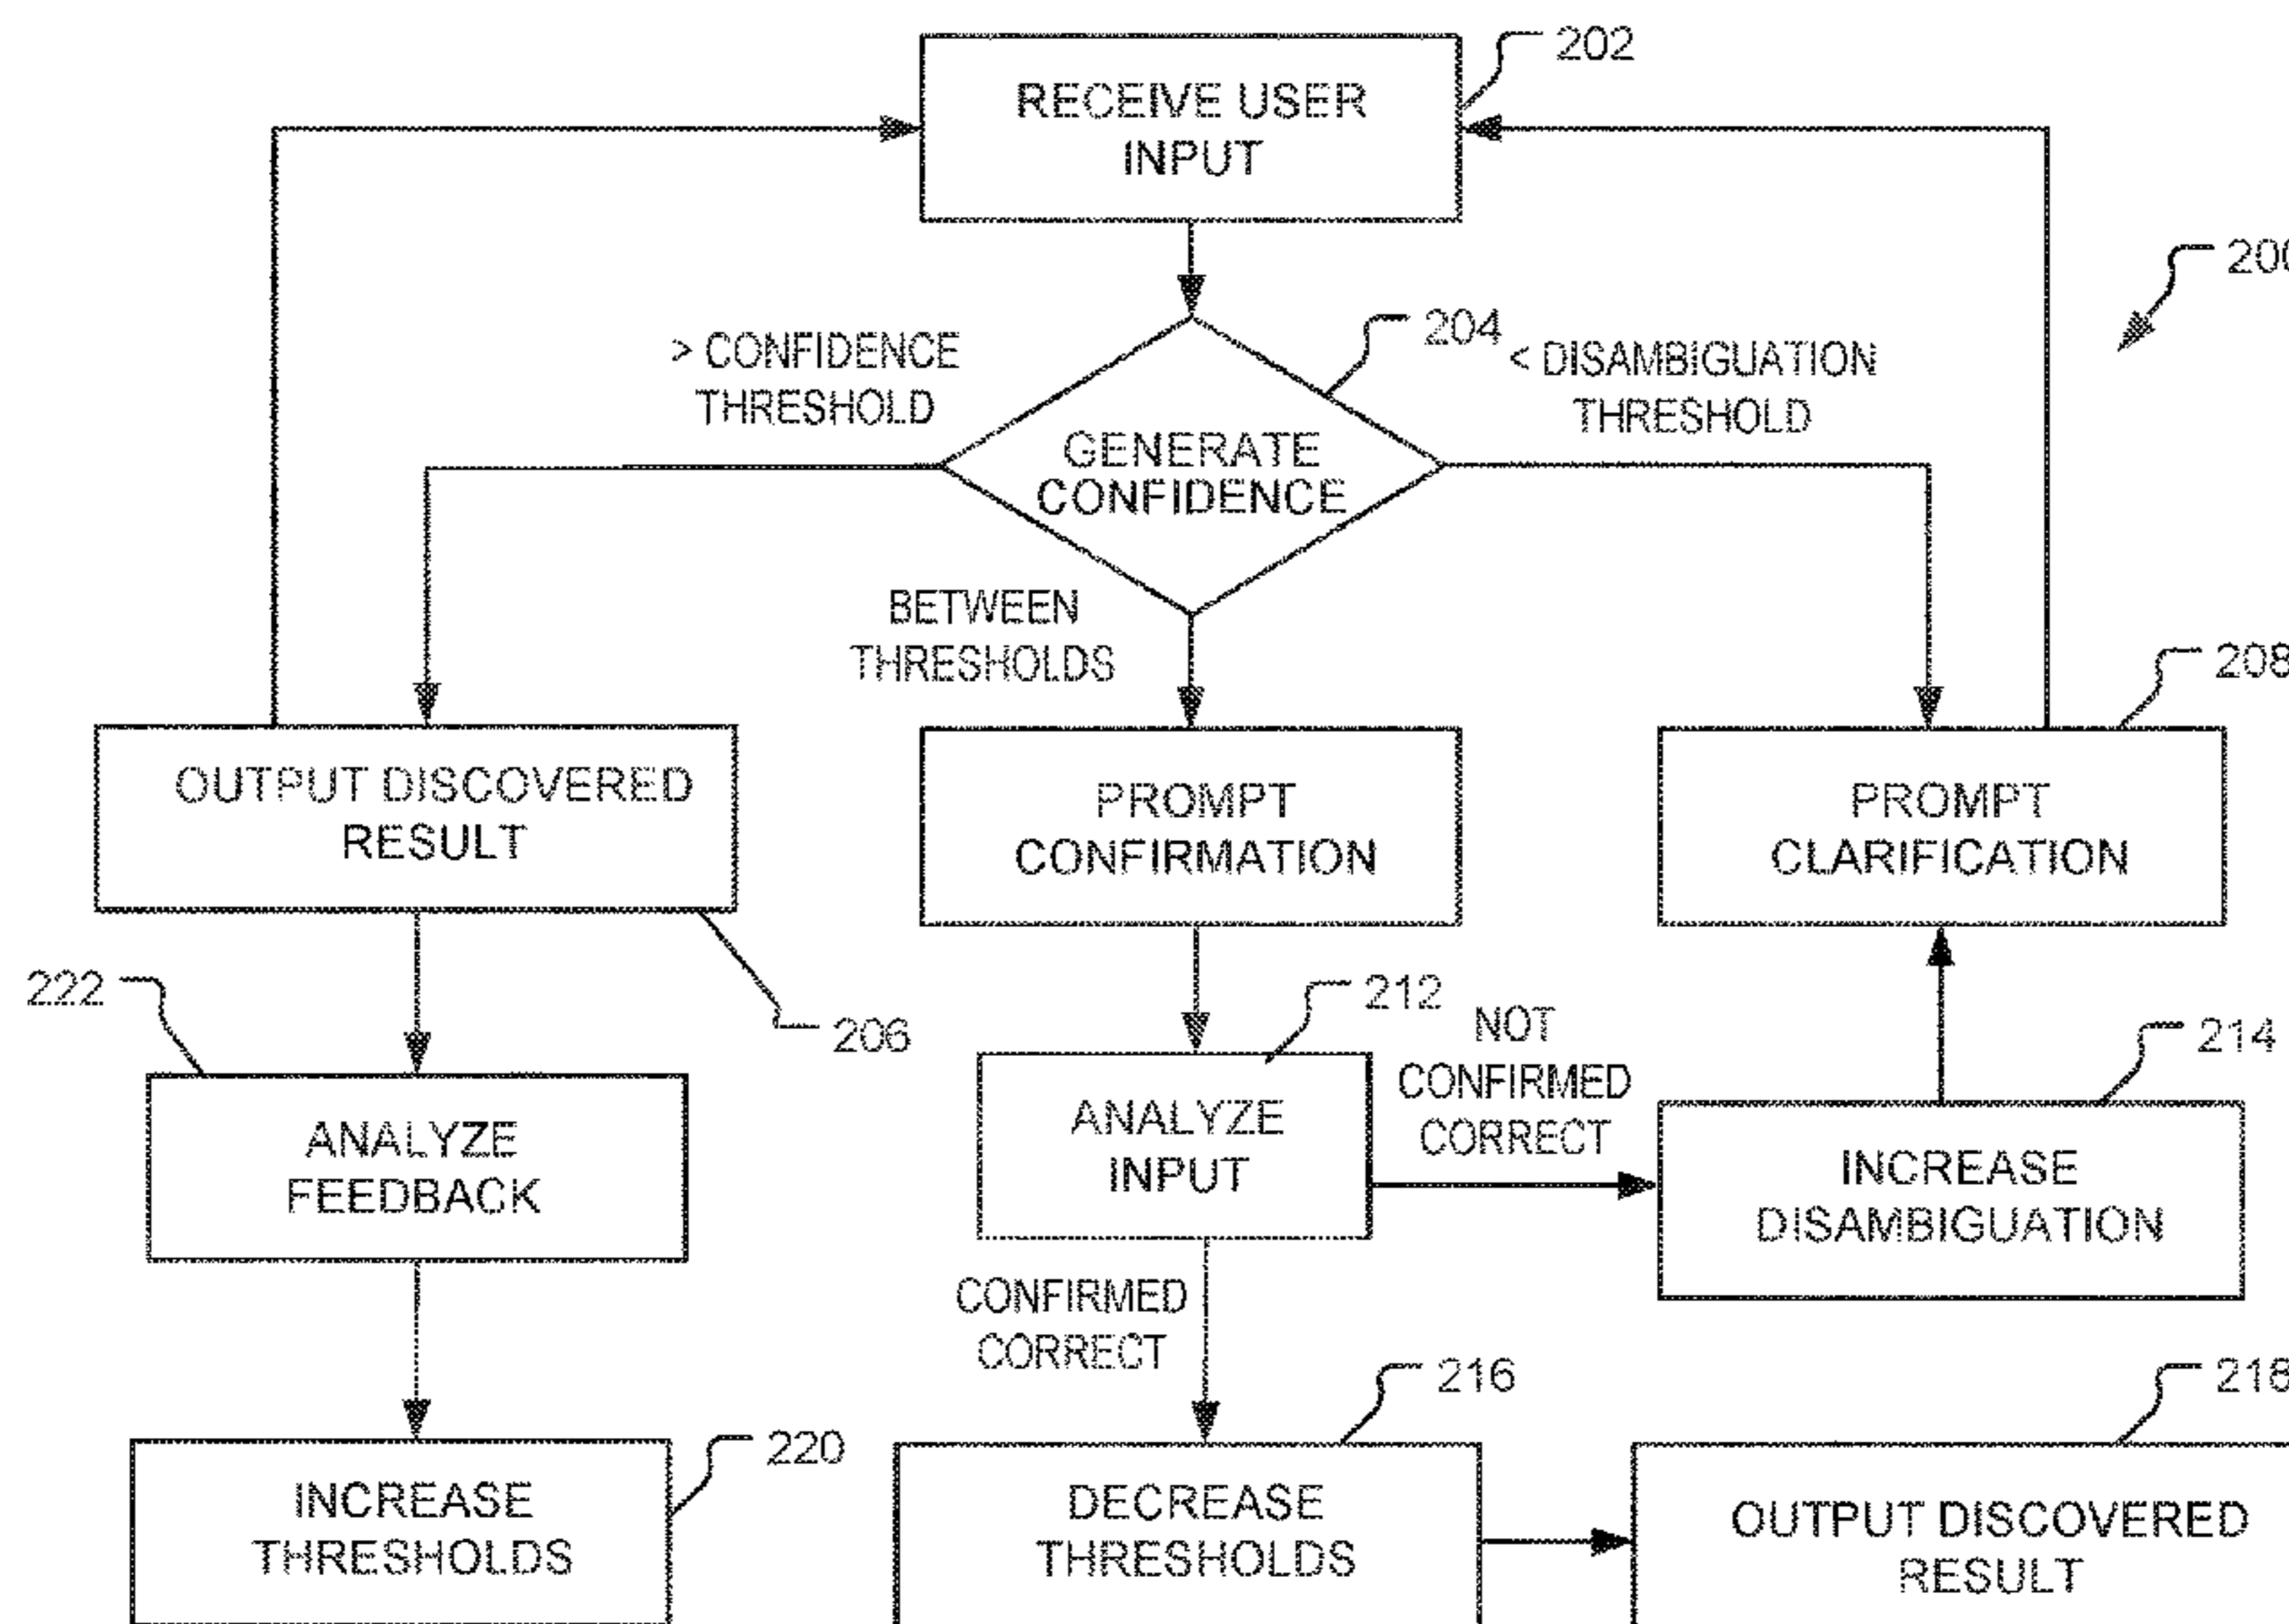 202
RECEIVE USER
INPUT
200
> CONFIDENCE
THRESHOLD
204
< DISAMBIGUATION
THRESHOLD
GENERATE
CONFIDENCE
BETWEEN
THRESHOLDS
208
OUTPUT DISCOVERED
RESULT
PROMPT
CONFIRMATION
PROMPT
CLARIFICATION
222
206
212
NOT
CONFIRMED
CORRECT
214
ANALYZE
FEEDBACK
ANALYZE
INPUT
INCREASE
DISAMBIGUATION
CONFIRMED
CORRECT
216
218
220
INCREASE
THRESHOLDS
DECREASE
THRESHOLDS
OUTPUT DISCOVERED
RESULT